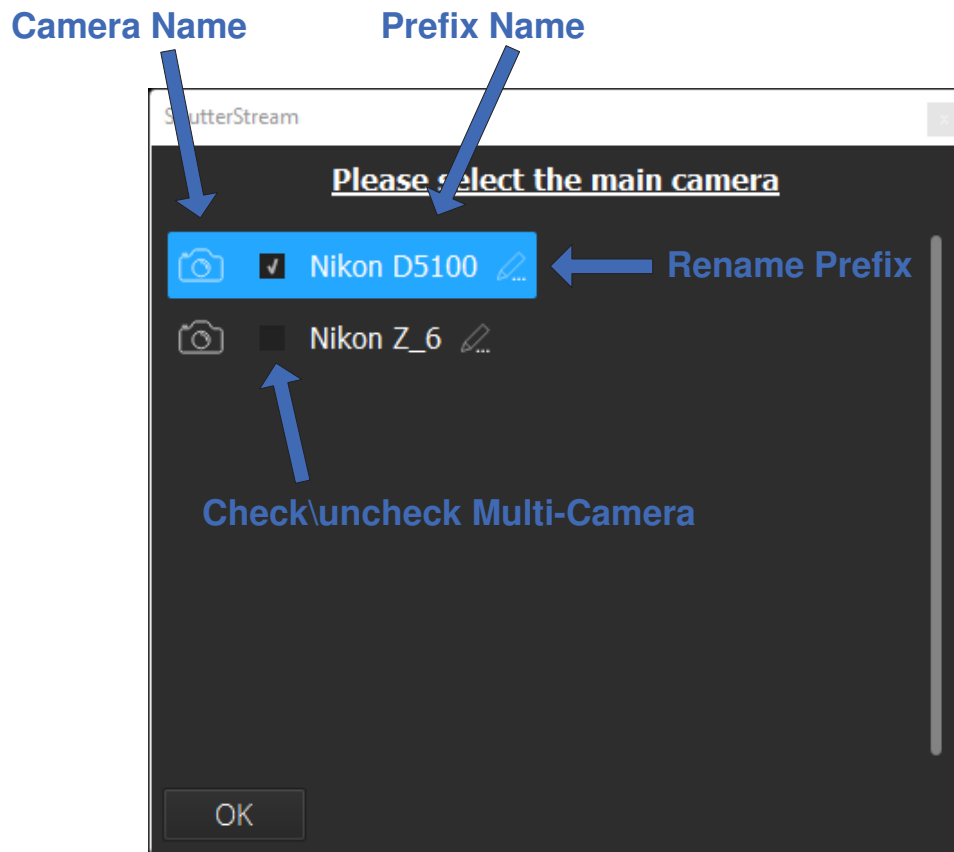 Camera Name
Prefix Name
ShutterStream
x
Please select the main camera
Nikon D5100
Rename Prefix
Nikon Z_6
Check\uncheck Multi-Camera
OK